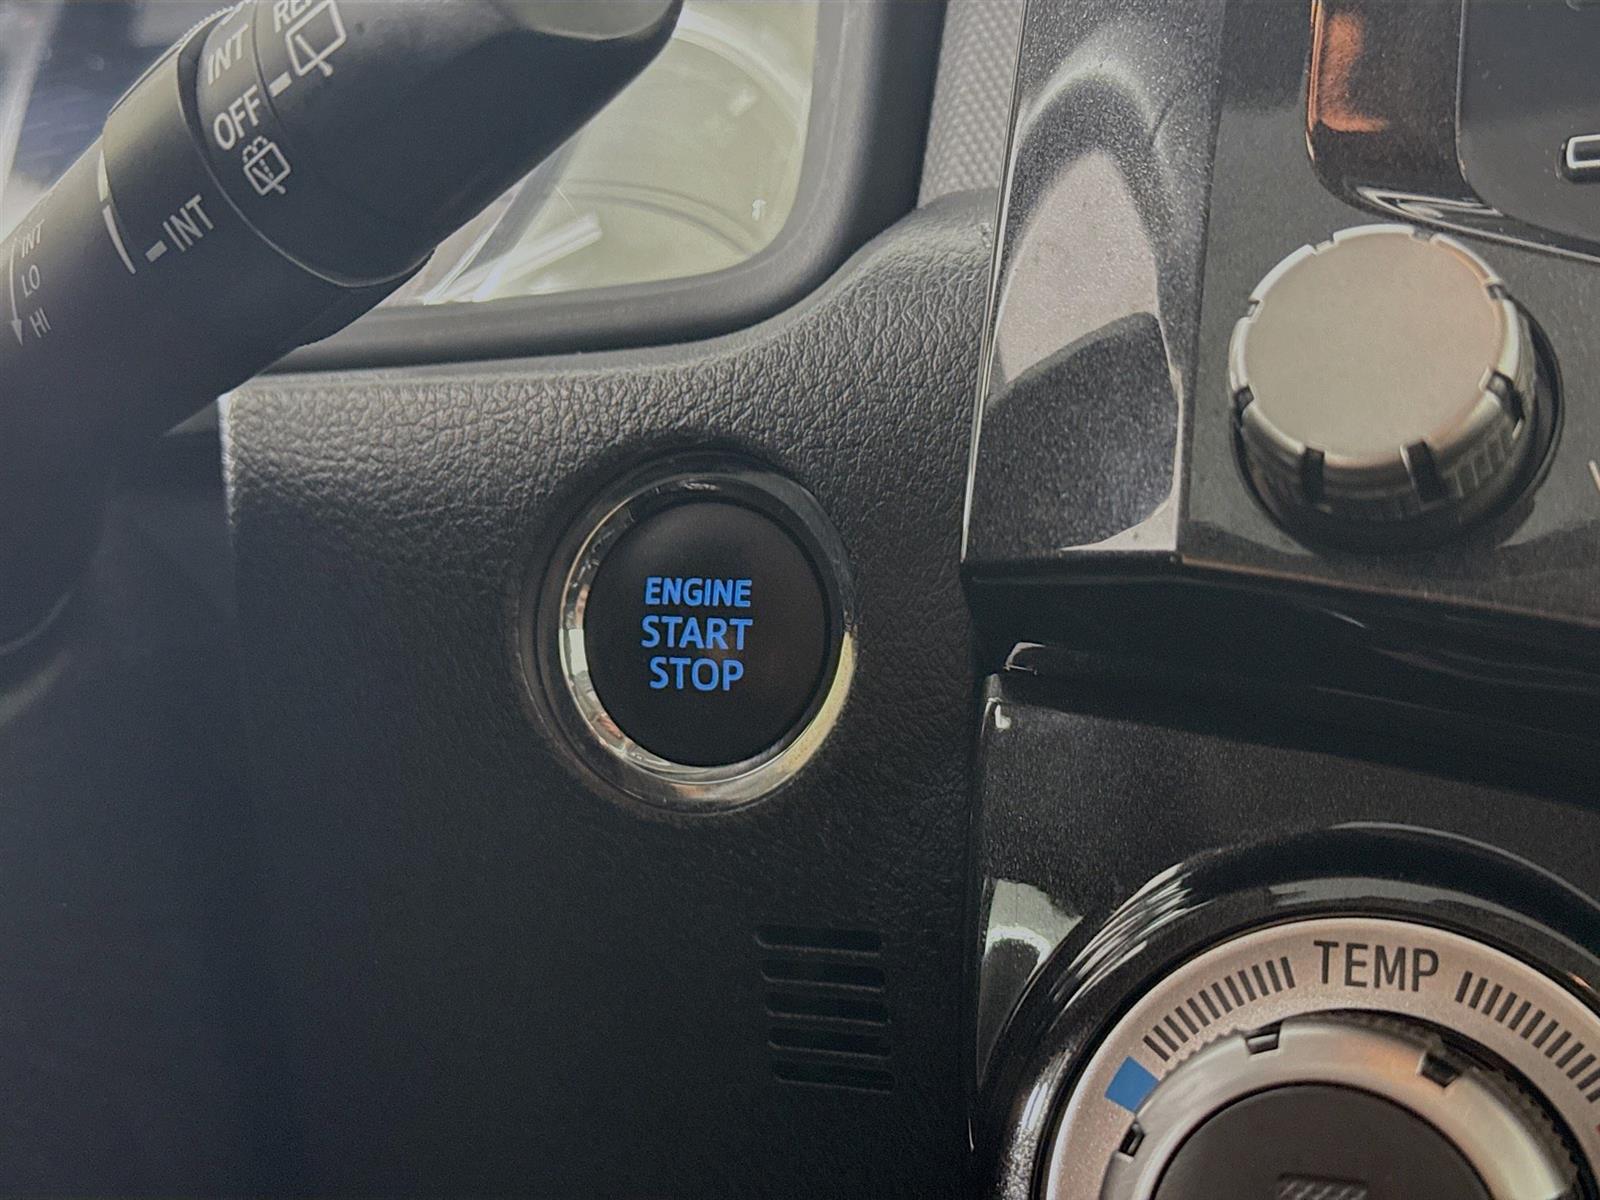 INT
OFF
INT
INT
LO
HI
ENGINE
START
STOP
TEMP